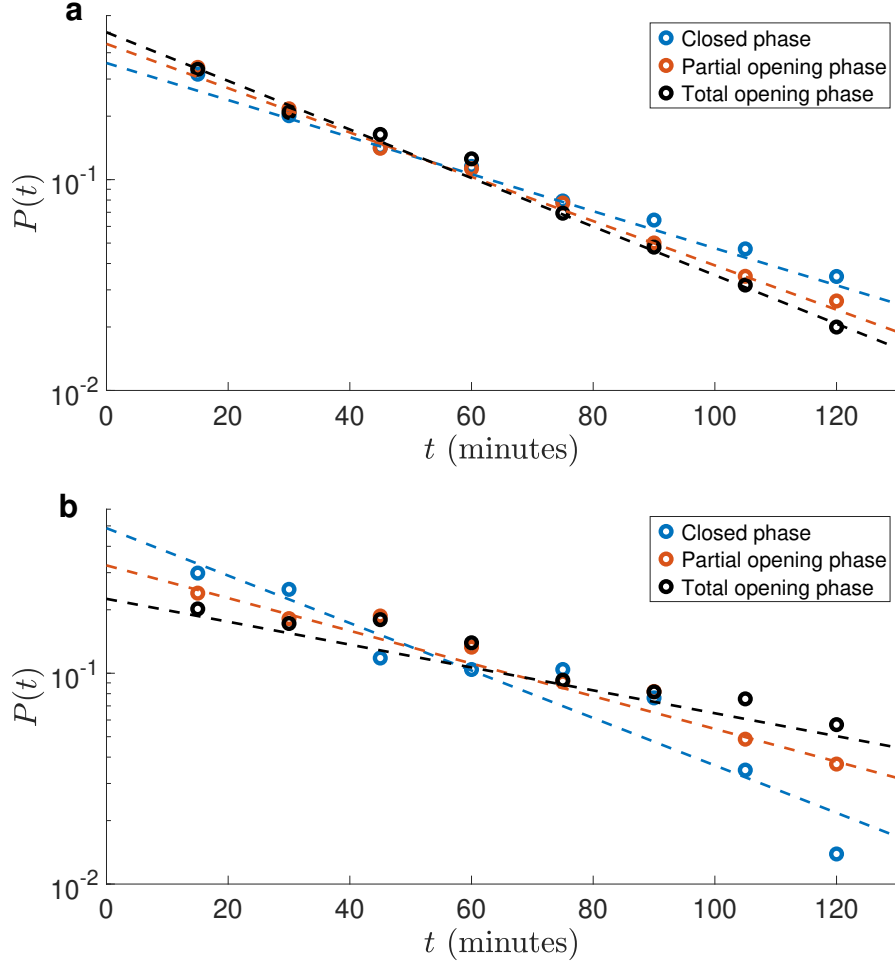 a
Closed phase
Partial opening phase
Total opening phase
P(t)
10^{-1}
10^{-2}
0 20 40 60 80 100 120
t (minutes)
b
Closed phase
Partial opening phase
Total opening phase
P(t)
10^{-1}
10^{-2}
0 20 40 60 80 100 120
t (minutes)